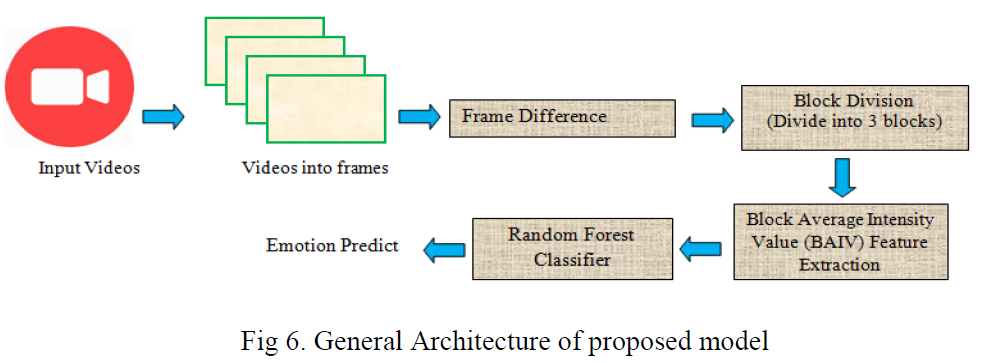 Input Videos
Videos into frames
Frame Difference
Block Division
(Divide into 3 blocks)
Block Average Intensity
Value (BAIV) Feature
Extraction
Random Forest
Classifier
Emotion Predict
Fig 6. General Architecture of proposed model